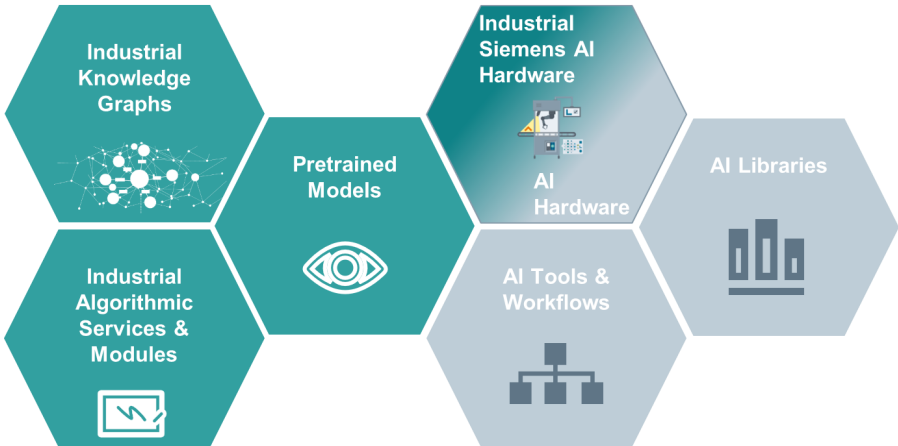 Industrial
Knowledge
Graphs
Pretrained
Models
Industrial
Siemens AI
Hardware
AI
Hardware
AI Libraries
Industrial
Algorithmic
Services &
Modules
AI Tools &
Workflows